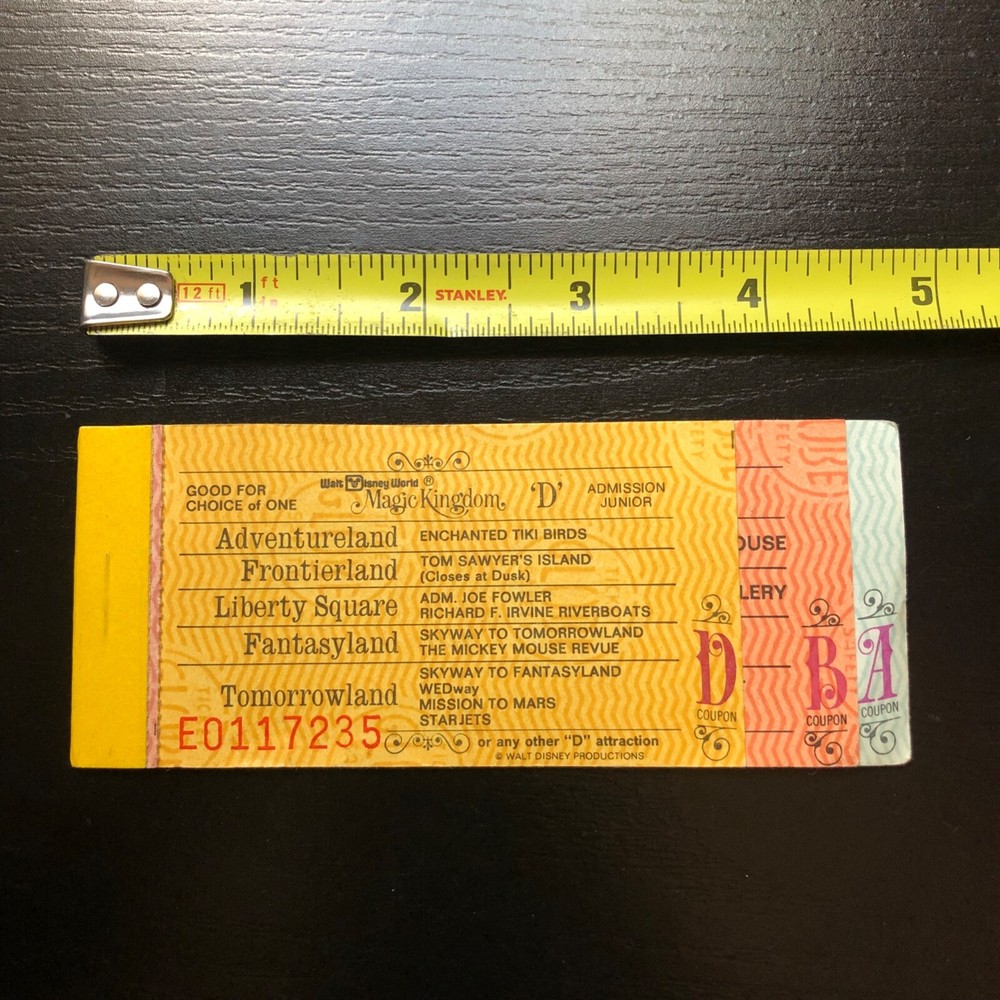 12 ft 1 ft in 2 STANLEY. 3 4 5
Walt Disney World ®
GOOD FOR CHOICE of ONE
Magic Kingdom
'D'
ADMISSION JUNIOR
Adventureland ENCHANTED TIKI BIRDS
Frontierland TOM SAWYER'S ISLAND
(Closes at Dusk)
Liberty Square ADM. JOE FOWLER
RICHARD F. IRVINE RIVERBOATS
Fantasyland SKYWAY TO TOMORROWLAND
THE MICKEY MOUSE REVUE
Tomorrowland SKYWAY TO FANTASYLAND
WEDway
MISSION TO MARS
STARJETS
E0117235
or any other "D" attraction
© WALT DISNEY PRODUCTIONS
D
COUPON
OUSE
LERY
B
COUPON
A
COUPON